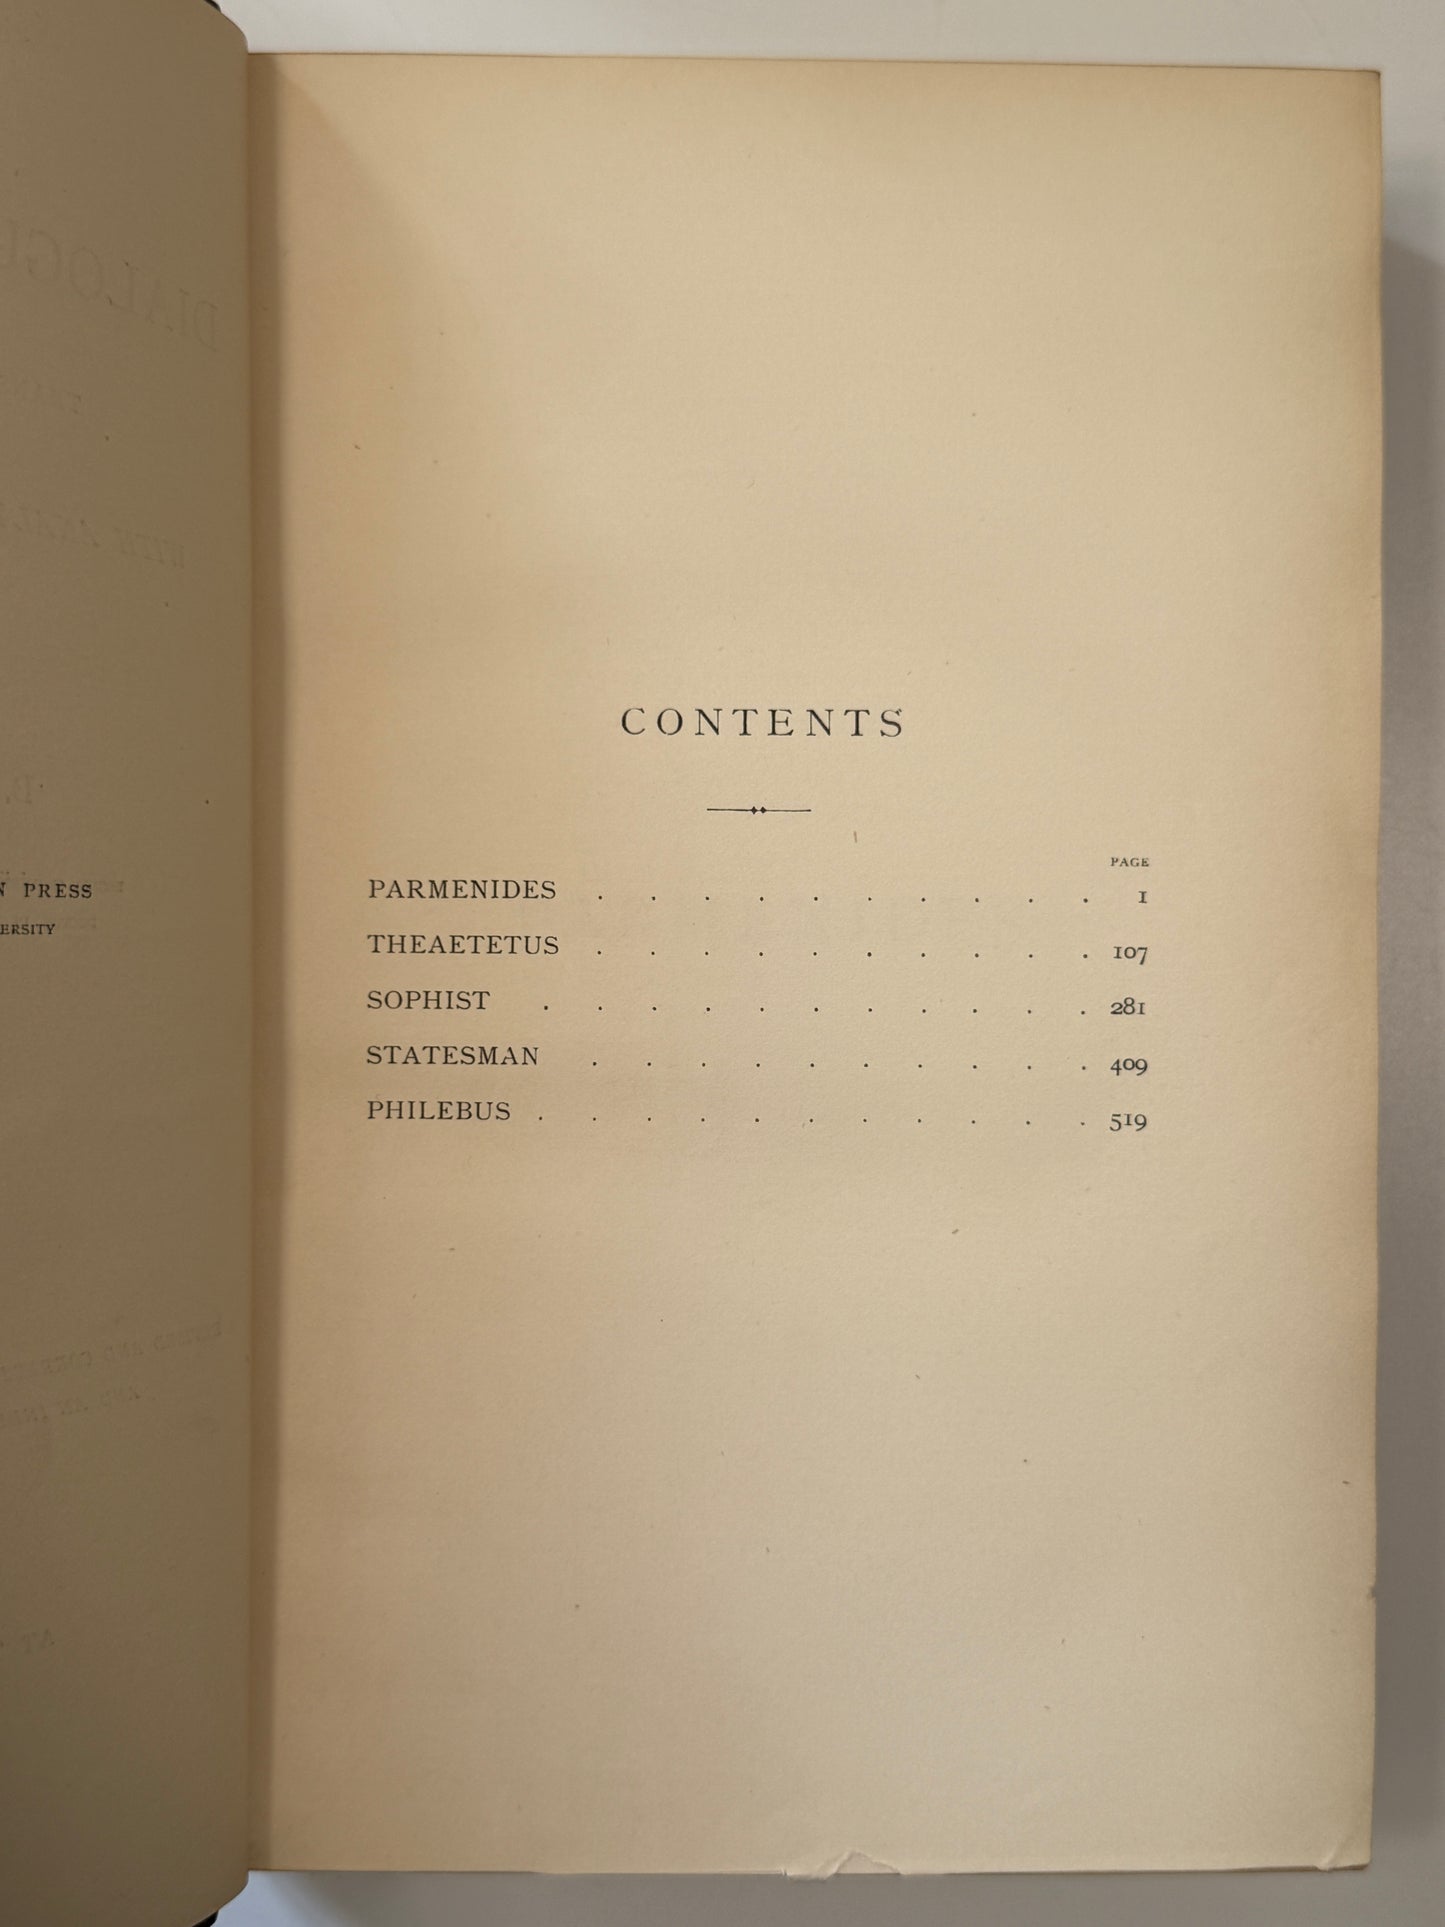 N PRESS
ERSITY
CONTENTS
PAGE
PARMENIDES . . . . . . . . . . 1
THEAETETUS . . . . . . . . . . 107
SOPHIST . . . . . . . . . . . 281
STATESMAN . . . . . . . . . . 409
PHILEBUS . . . . . . . . . . . 519